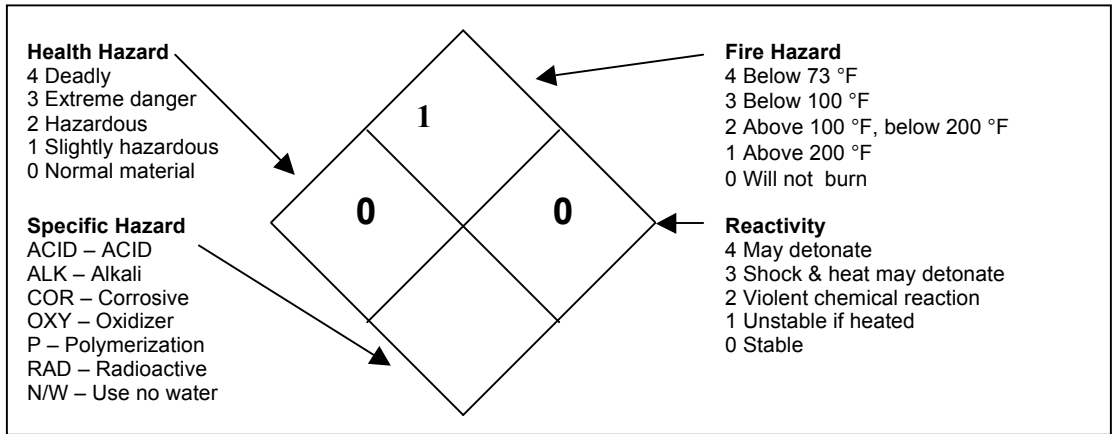 Health Hazard
4 Deadly
3 Extreme danger
2 Hazardous
1 Slightly hazardous
0 Normal material
Specific Hazard
ACID – ACID
ALK – Alkali
COR – Corrosive
OXY – Oxidizer
P – Polymerization
RAD – Radioactive
N/W – Use no water
1
0
0
Fire Hazard
4 Below 73 °F
3 Below 100 °F
2 Above 100 °F, below 200 °F
1 Above 200 °F
0 Will not burn
Reactivity
4 May detonate
3 Shock & heat may detonate
2 Violent chemical reaction
1 Unstable if heated
0 Stable